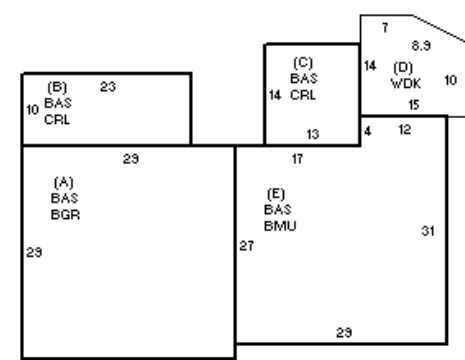 7
8.9
(D)
WDK
14
10
15
(C)
BAS
CRL
14
13
(B)
BAS
CRL
23
10
4
12
29
17
(A)
BAS
BGR
(E)
BAS
BMU
29
27
31
29